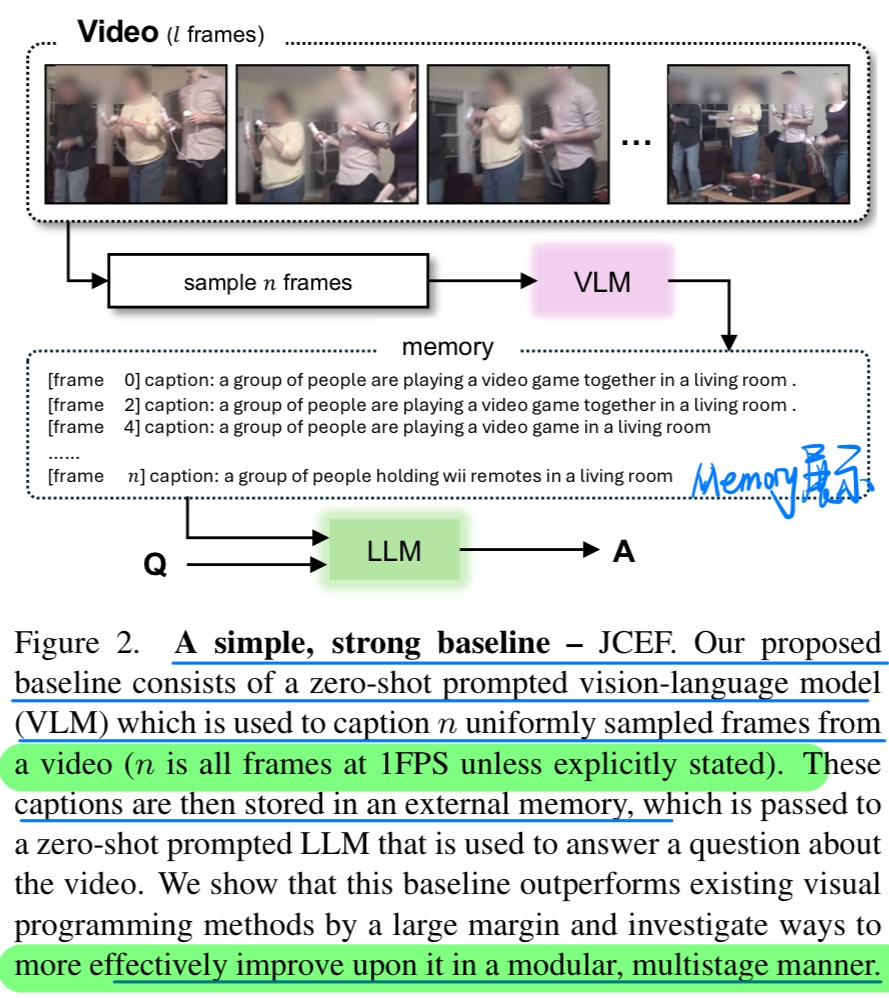 Video (l frames)
...
sample n frames
VLM
memory
[frame 0] caption: a group of people are playing a video game together in a living room .
[frame 2] caption: a group of people are playing a video game together in a living room .
[frame 4] caption: a group of people are playing a video game in a living room
......
[frame n] caption: a group of people holding wii remotes in a living room
Memory展示
Q
LLM
A
Figure 2. A simple, strong baseline – JCEF. Our proposed
baseline consists of a zero-shot prompted vision-language model
(VLM) which is used to caption n uniformly sampled frames from
a video (n is all frames at 1FPS unless explicitly stated). These
captions are then stored in an external memory, which is passed to
a zero-shot prompted LLM that is used to answer a question about
the video. We show that this baseline outperforms existing visual
programming methods by a large margin and investigate ways to
more effectively improve upon it in a modular, multistage manner.